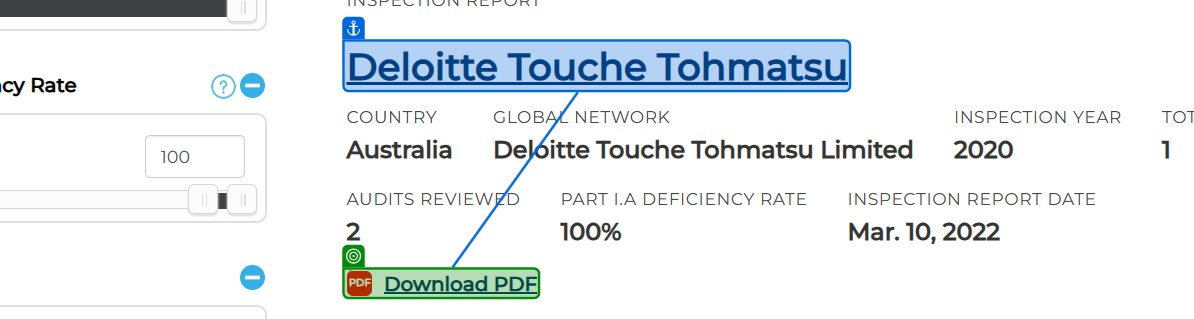 INSPECTION REPORT
Deloitte Touche Tohmatsu
cy Rate ?
COUNTRY GLOBAL NETWORK INSPECTION YEAR TOT
Australia Deloitte Touche Tohmatsu Limited 2020 1
100
AUDITS REVIEWED PART I.A DEFICIENCY RATE INSPECTION REPORT DATE
2 100% Mar. 10, 2022
PDF Download PDF